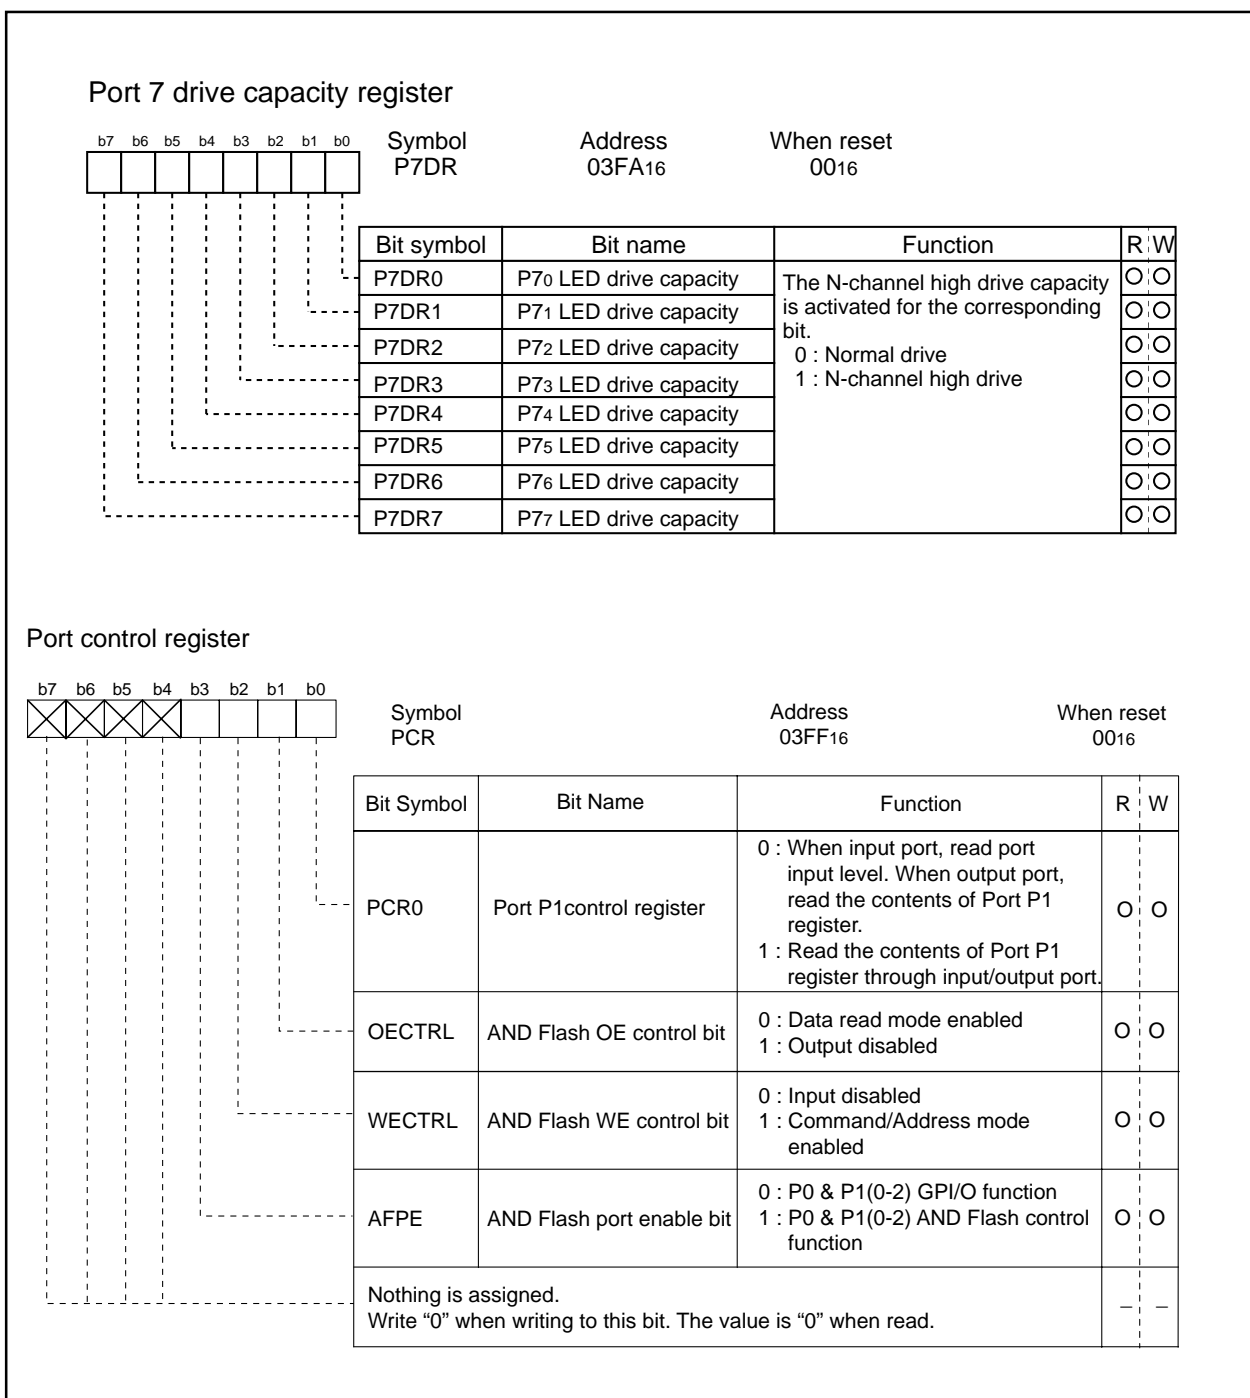 Port 7 drive capacity register
b7 b6 b5 b4 b3 b2 b1 b0
Symbol Address When reset
P7DR 03FA16 0016
Bit symbol Bit name Function R W
P7DR0 P70 LED drive capacity The N-channel high drive capacity O O
P7DR1 P71 LED drive capacity is activated for the corresponding O O
bit.
P7DR2 P72 LED drive capacity 0 : Normal drive O O
P7DR3 P73 LED drive capacity 1 : N-channel high drive O O
P7DR4 P74 LED drive capacity O O
P7DR5 P75 LED drive capacity O O
P7DR6 P76 LED drive capacity O O
P7DR7 P77 LED drive capacity O O
Port control register
b7 b6 b5 b4 b3 b2 b1 b0
Symbol Address When reset
PCR 03FF16 0016
Bit Symbol Bit Name Function R W
0 : When input port, read port
input level. When output port,
PCR0 Port P1control register read the contents of Port P1 O O
register.
1 : Read the contents of Port P1
register through input/output port.
OECTRL AND Flash OE control bit 0 : Data read mode enabled O O
1 : Output disabled
0 : Input disabled
WECTRL AND Flash WE control bit 1 : Command/Address mode O O
enabled
0 : P0 & P1(0-2) GPI/O function
AFPE AND Flash port enable bit 1 : P0 & P1(0-2) AND Flash control O O
function
Nothing is assigned.
Write “0” when writing to this bit. The value is “0” when read. – –